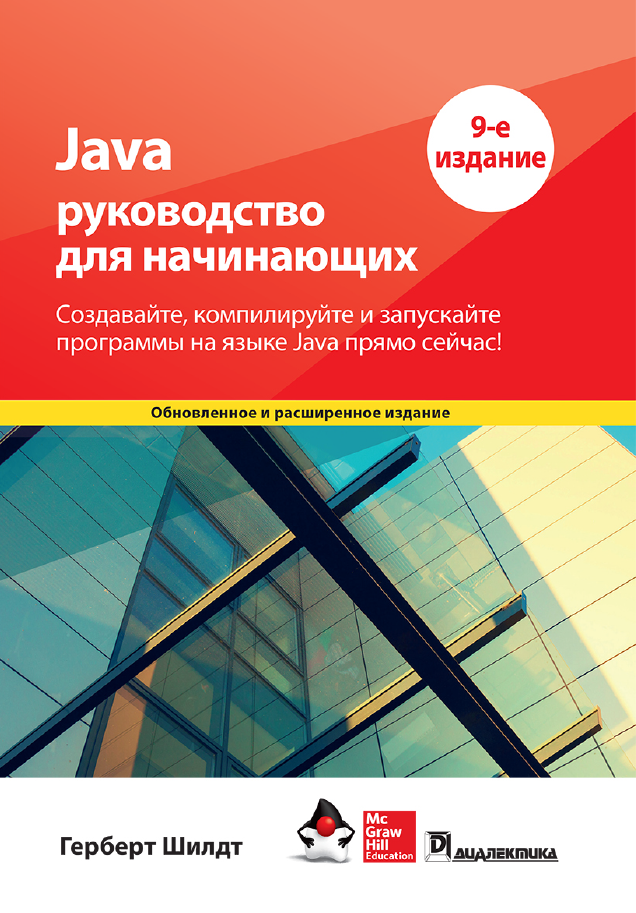 Java
9-е
издание
руководство
для начинающих
Создавайте, компилируйте и запускайте
программы на языке Java прямо сейчас!
Обновленное и расширенное издание
Герберт Шилдт
Mc
Graw
Hill
Education
ДИАЛЕКТИКА